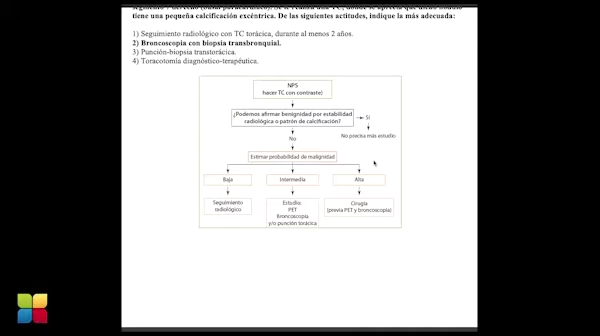 tiene una pequeña calcificación excéntrica. De las siguientes actitudes, indique la más adecuada:
1) Seguimiento radiológico con TC torácica, durante al menos 2 años.
2) Broncoscopia con biopsia transbronquial.
3) Punción-biopsia transtorácica.
4) Toracotomía diagnóstico-terapéutica.
NPS
hacer TC con contraste)
¿Podemos afirmar benignidad por estabilidad
radiológica o patrón de calcificación?
Sí
No
No precisa más estudio
Estimar probabilidad de malignidad
Baja
Intermedia
Alta
Seguimiento
radiológico
Estudio:
PET
Broncoscopia
y/o punción torácica
Cirugía
(previa PET y broncoscopia)